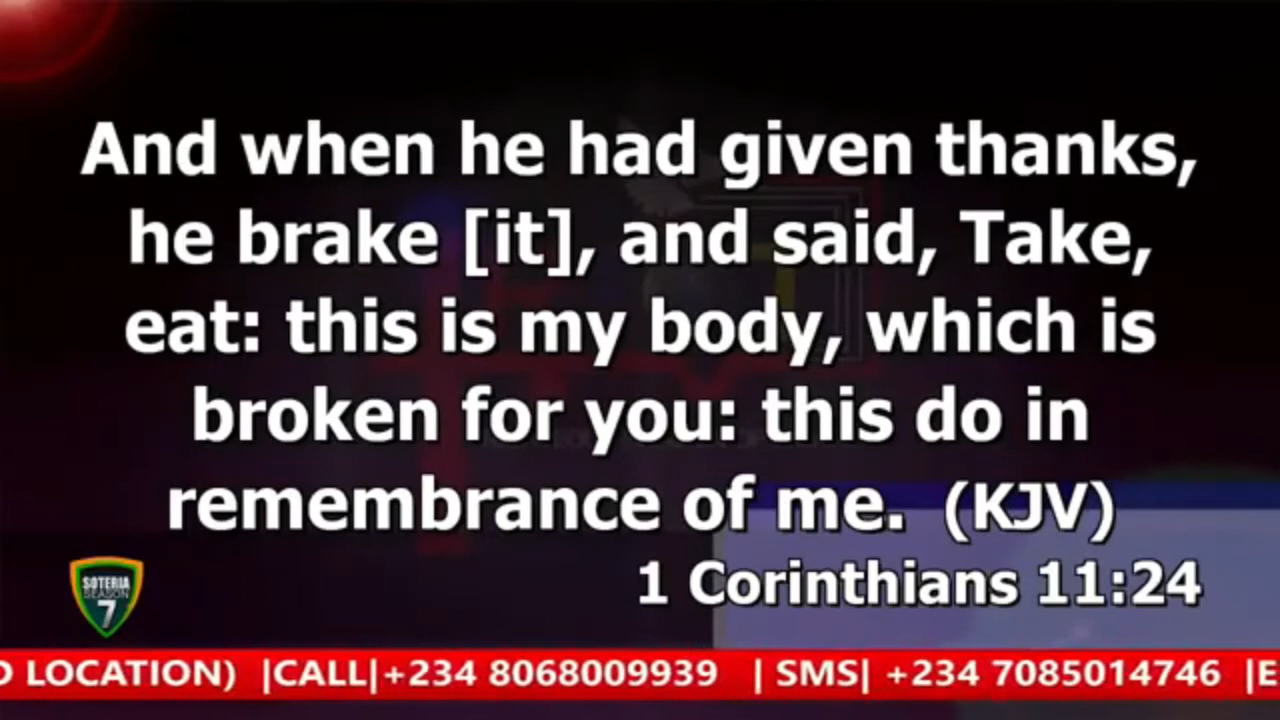 And when he had given thanks,
he brake [it], and said, Take,
eat: this is my body, which is
broken for you: this do in
remembrance of me. (KJV)
1 Corinthians 11:24
SOTERIA
SEASON
7
LOCATION) |CALL|+234 8068009939 | SMS| +234 7085014746 |E